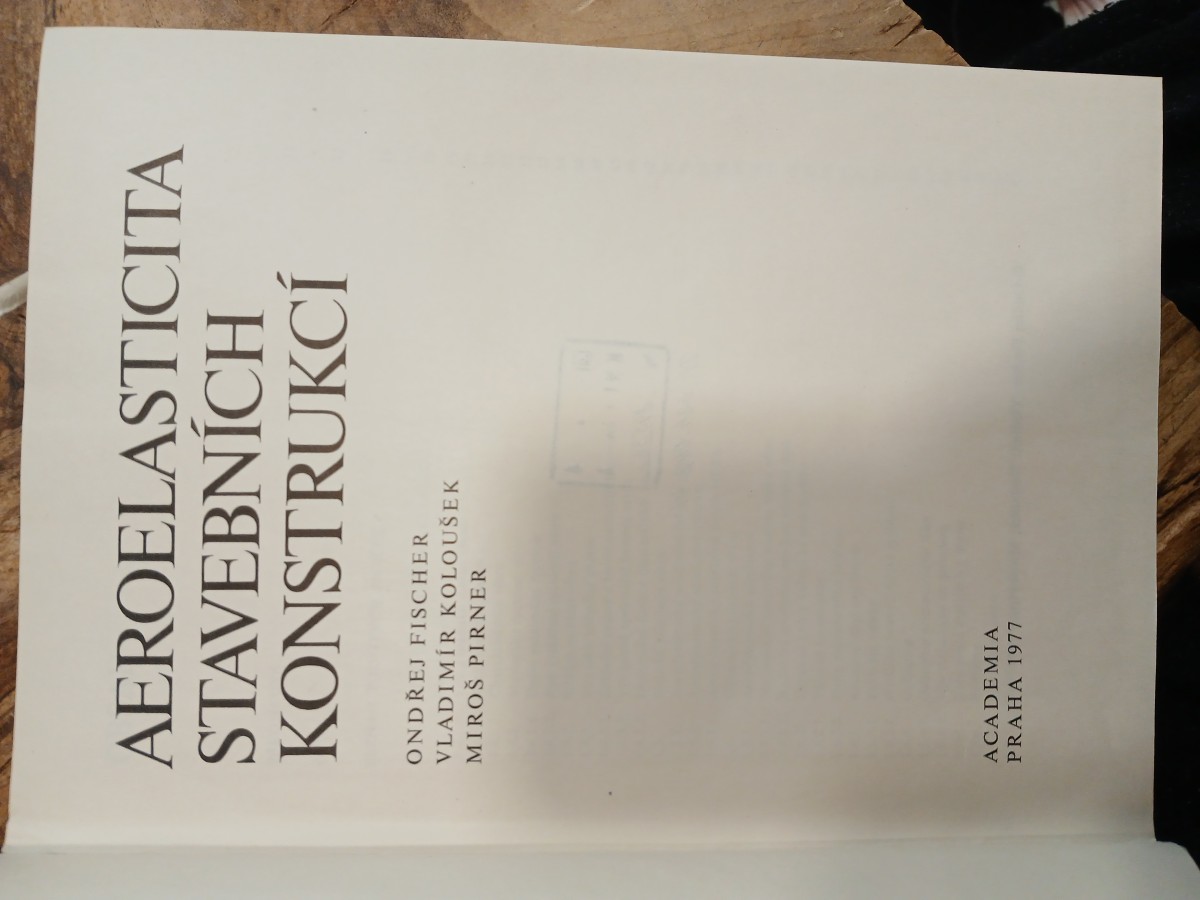 AEROELASTICITA
STAVEBNÍCH
KONSTRUKCÍ
ONDŘEJ FISCHER
VLADIMÍR KOLOUŠEK
MIROŠ PIRNER
ACADEMIA
PRAHA 1977